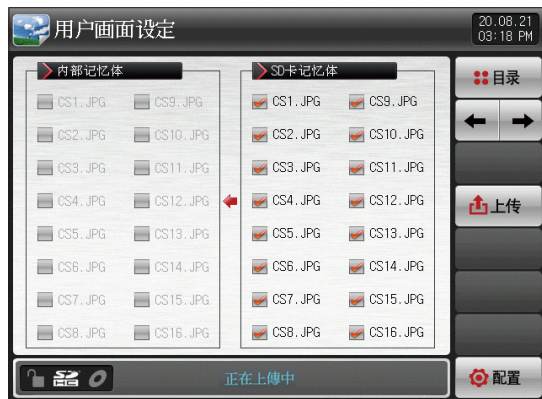 用户画面设定
20.08.21
03:18 PM
内部记忆体
CS1.JPG CS9.JPG
CS2.JPG CS10.JPG
CS3.JPG CS11.JPG
CS4.JPG CS12.JPG
CS5.JPG CS13.JPG
CS6.JPG CS14.JPG
CS7.JPG CS15.JPG
CS8.JPG CS16.JPG
SD卡记忆体
CS1.JPG CS9.JPG
CS2.JPG CS10.JPG
CS3.JPG CS11.JPG
CS4.JPG CS12.JPG
CS5.JPG CS13.JPG
CS6.JPG CS14.JPG
CS7.JPG CS15.JPG
CS8.JPG CS16.JPG
目录
上传
配置
SD HC
正在上傳中